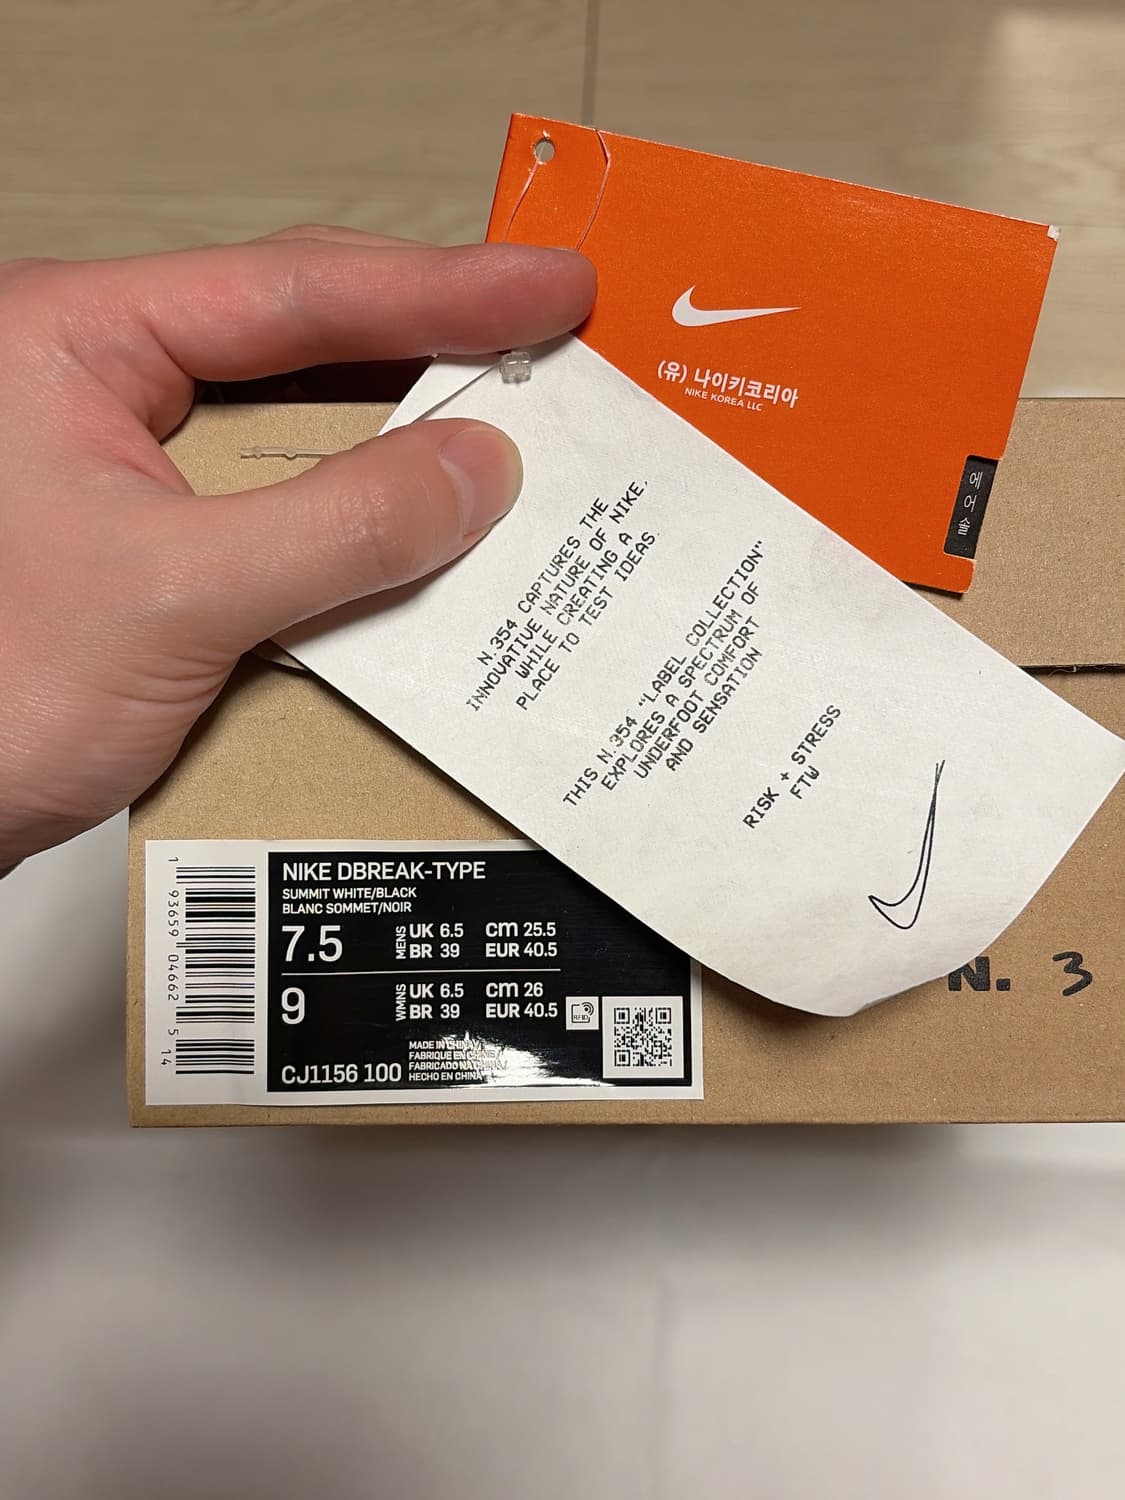 (유) 나이키코리아
NIKE KOREA LLC
에어솔
N.354 CAPTURES THE
INNOVATIVE NATURE OF NIKE,
WHILE CREATING A
PLACE TO TEST IDEAS.
THIS N.354 "LABEL COLLECTION"
EXPLORES A SPECTRUM OF
UNDERFOOT COMFORT
AND SENSATION
RISK + STRESS
FTW
N. 3
NIKE DBREAK-TYPE
SUMMIT WHITE/BLACK
BLANC SOMMET/NOIR
7.5 MENS UK 6.5 cm 25.5
BR 39 EUR 40.5
9 WMNS UK 6.5 cm 26
BR 39 EUR 40.5
RFID
MADE IN CHINA
FABRIQUE EN CHINE
FABRICADO NA CHINA
HECHO EN CHINA
CJ1156 100
1 93659 04662 5 14